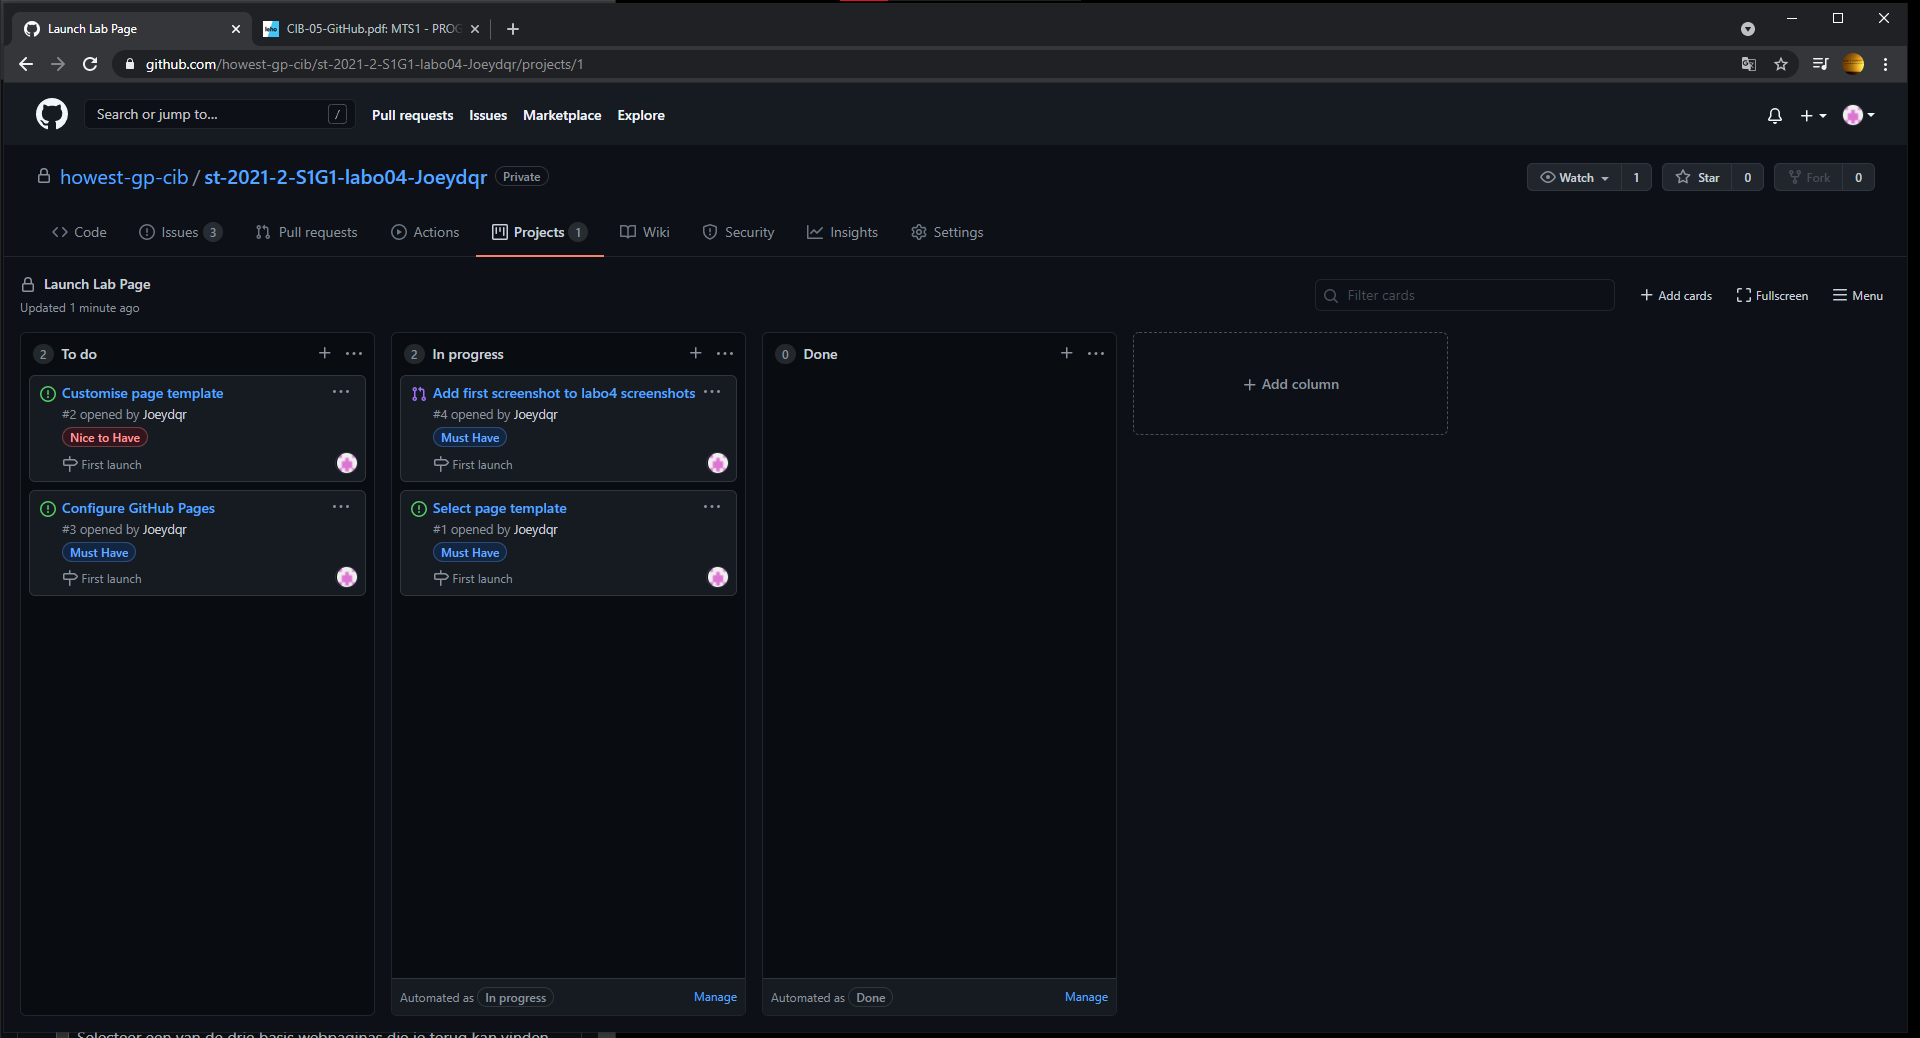 Launch Lab Page
CIB-05-GitHub.pdf: MTS1 - PROG
github.com/howest-gp-cib/st-2021-2-S1G1-labo04-Joeydqr/projects/1
Search or jump to... /
Pull requests Issues Marketplace Explore
howest-gp-cib / st-2021-2-S1G1-labo04-Joeydqr Private
Watch 1 Star 0 Fork 0
Code Issues 3 Pull requests Actions Projects 1 Wiki Security Insights Settings
Launch Lab Page
Updated 1 minute ago
Filter cards
+ Add cards Fullscreen Menu
2 To do + ...
Customise page template ...
#2 opened by Joeydqr
Nice to Have
First launch
Configure GitHub Pages ...
#3 opened by Joeydqr
Must Have
First launch
2 In progress + ...
Add first screenshot to labo4 screenshots ...
#4 opened by Joeydqr
Must Have
First launch
Select page template ...
#1 opened by Joeydqr
Must Have
First launch
Automated as In progress Manage
0 Done + ...
Automated as Done Manage
+ Add column
Selecteer een van de drie basis webpaginas die je terug kan vinden